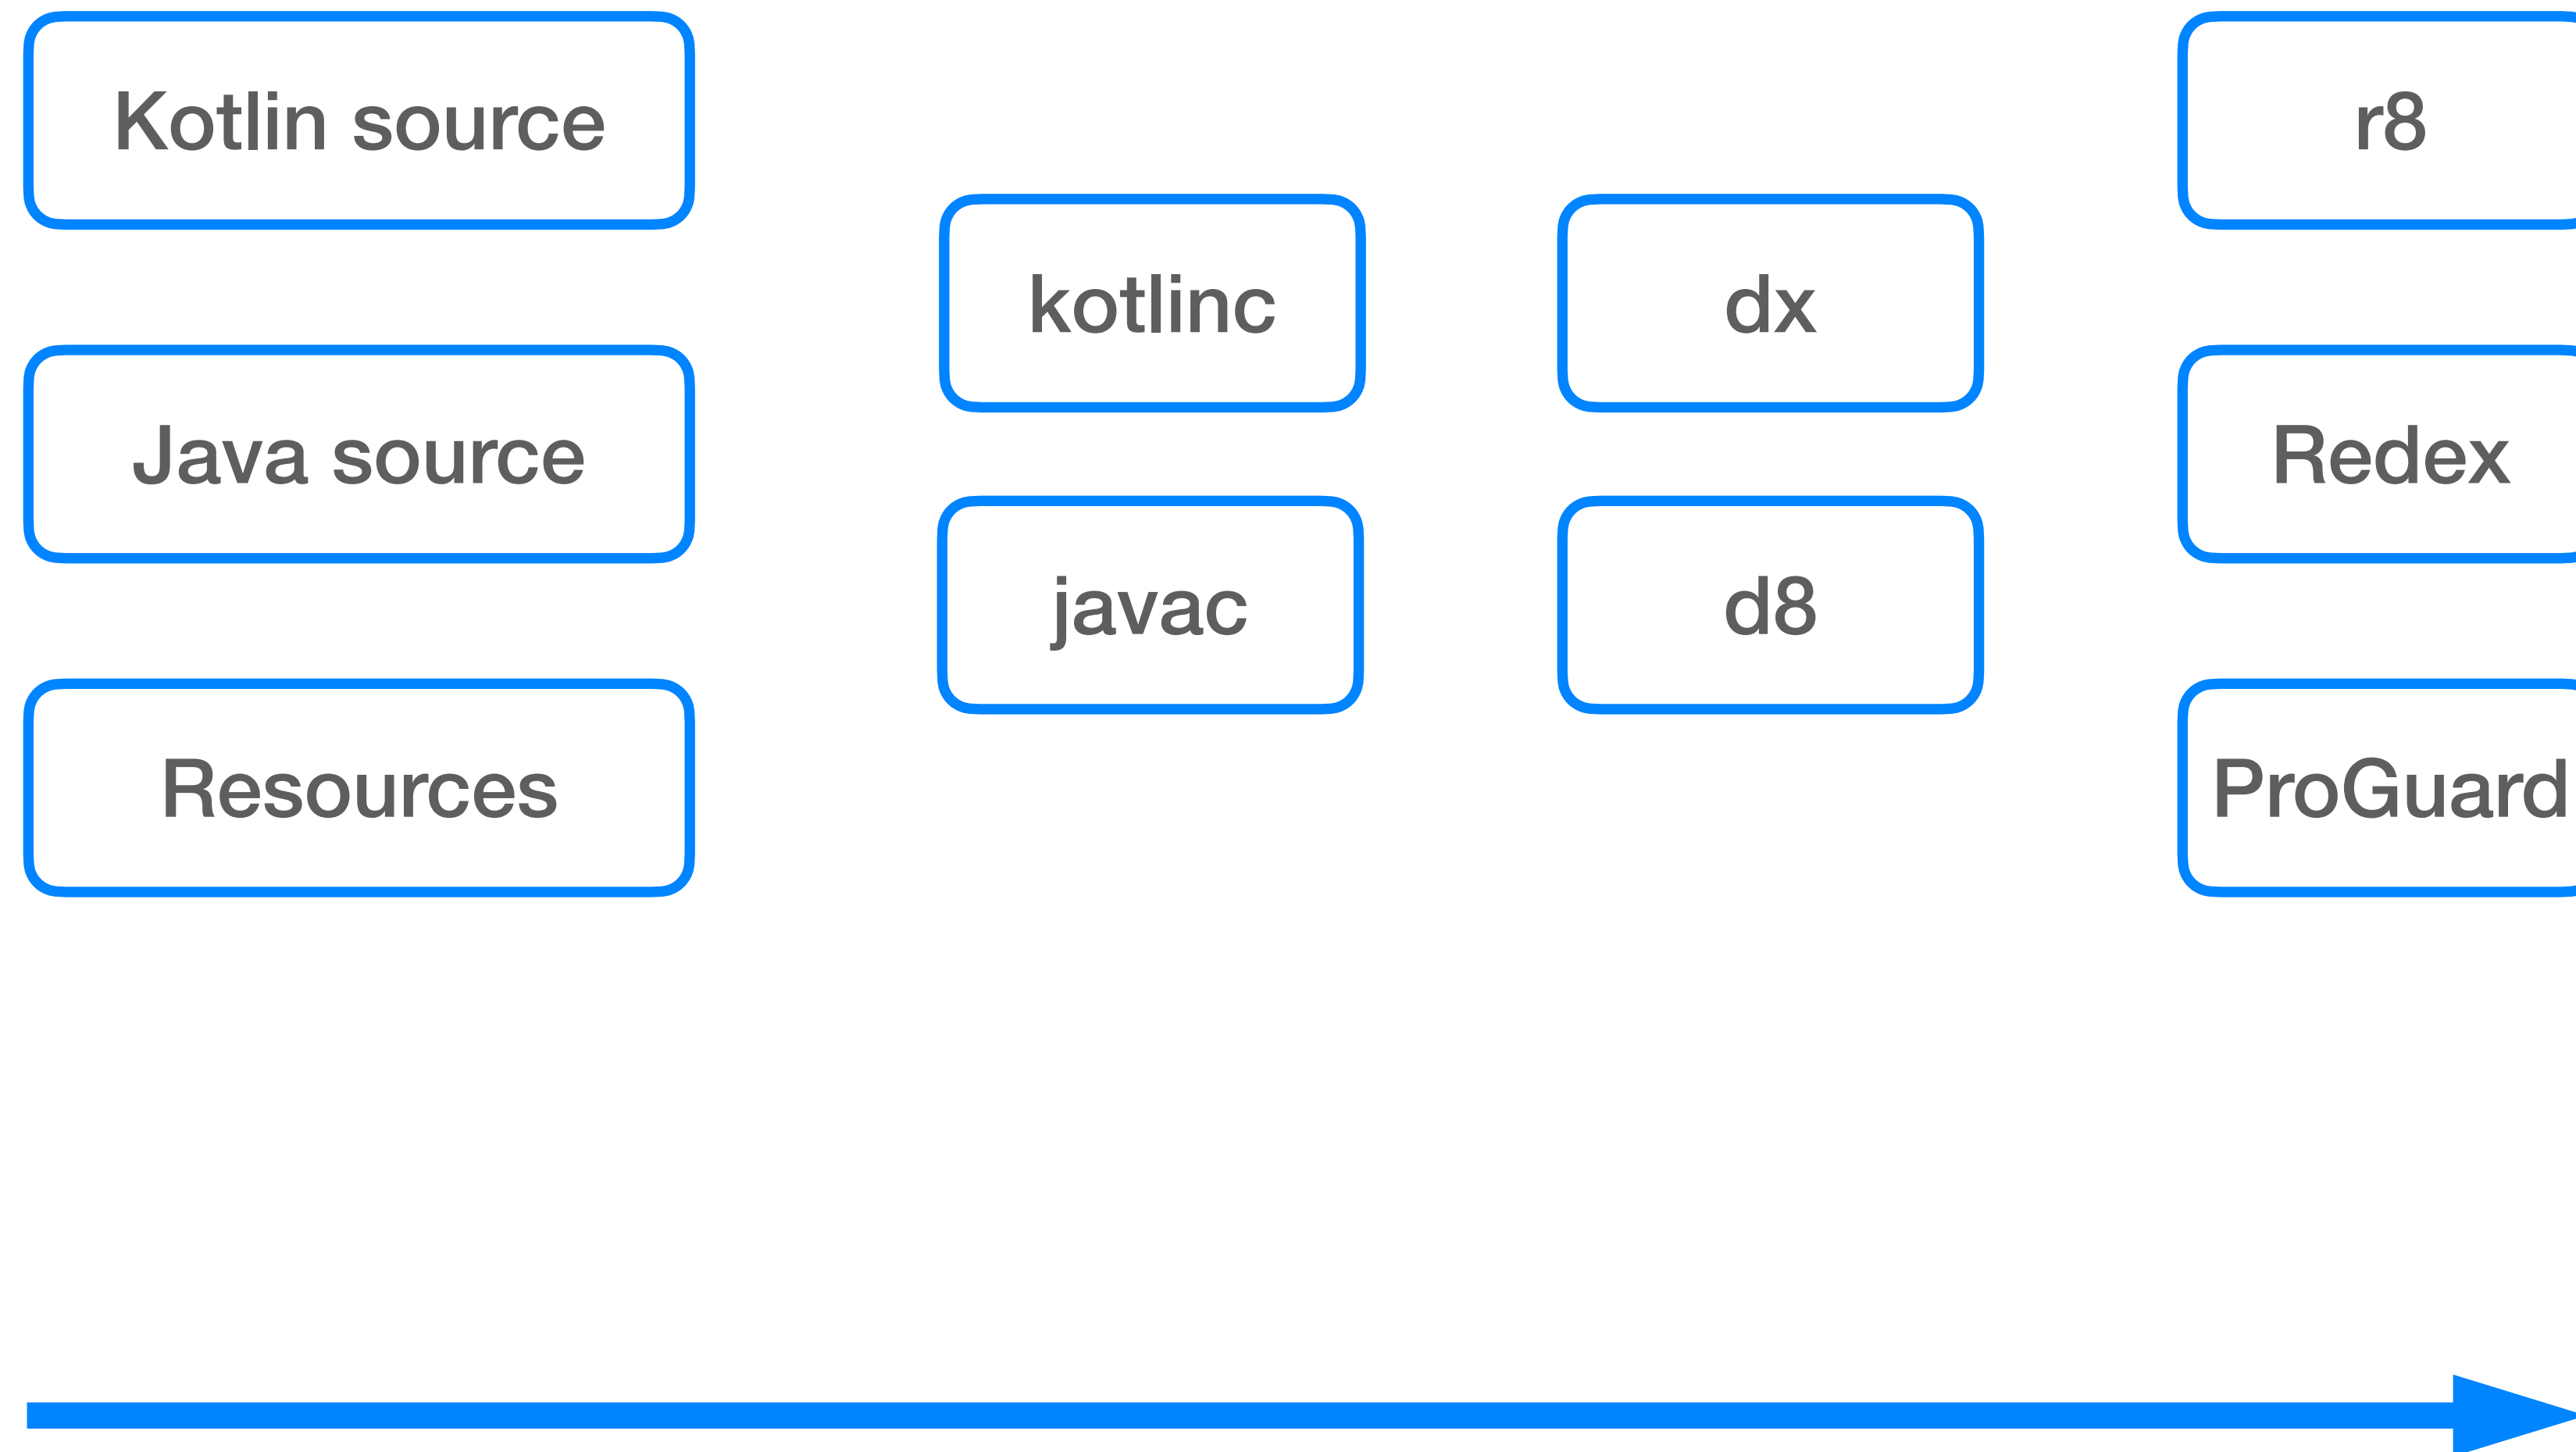 Kotlin source
Java source
Resources
kotlinc
javac
dx
d8
r8
Redex
ProGuard